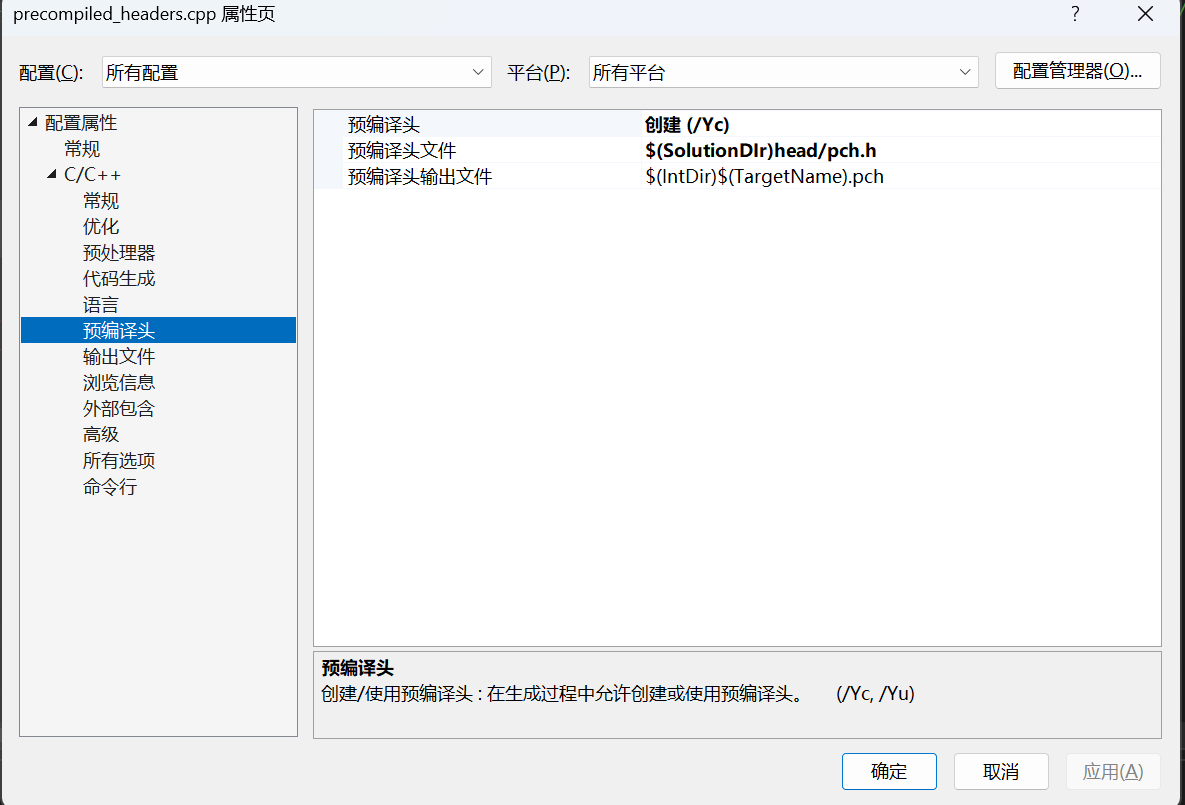 precompiled_headers.cpp 属性页
?
配置(C): 所有配置 平台(P): 所有平台 配置管理器(O)...
配置属性
常规
C/C++
常规
优化
预处理器
代码生成
语言
预编译头
输出文件
浏览信息
外部包含
高级
所有选项
命令行
预编译头 创建 (/Yc)
预编译头文件 $(SolutionDIr)head/pch.h
预编译头输出文件 $(IntDir)$(TargetName).pch
预编译头
创建/使用预编译头 : 在生成过程中允许创建或使用预编译头。 (/Yc, /Yu)
确定 取消 应用(A)